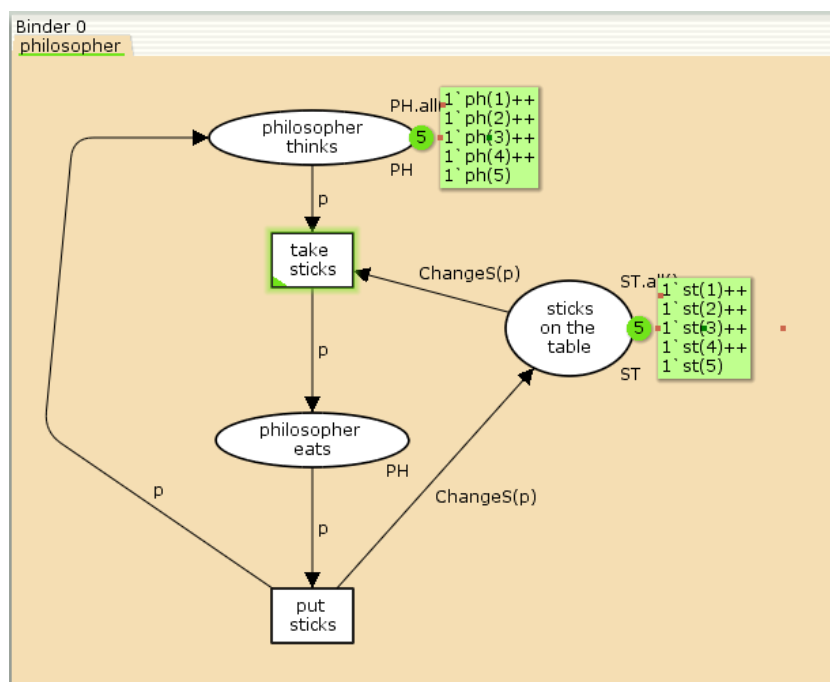 Binder 0
philosopher
philosopher
thinks
5
1`ph(1)++
1`ph(2)++
1`ph(3)++
1`ph(4)++
1`ph(5)
PH
p
take
sticks
ChangeS(p)
sticks
on the
table
5
1`st(1)++
1`st(2)++
1`st(3)++
1`st(4)++
1`st(5)
ST
p
philosopher
eats
PH
p
ChangeS(p)
p
put
sticks